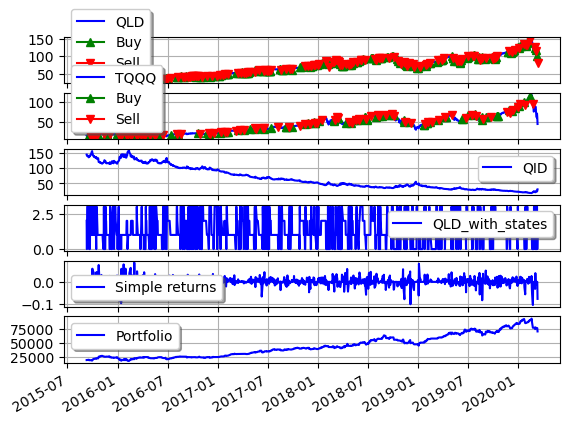 QLD
Buy
Sell
150
100
50
TQQQ
Buy
Sell
100
50
150
100
50
QID
2.5
0.0
QLD_with_states
0.0
−0.1
Simple returns
75000
50000
25000
Portfolio
2015-07
2016-01
2016-07
2017-01
2017-07
2018-01
2018-07
2019-01
2019-07
2020-01